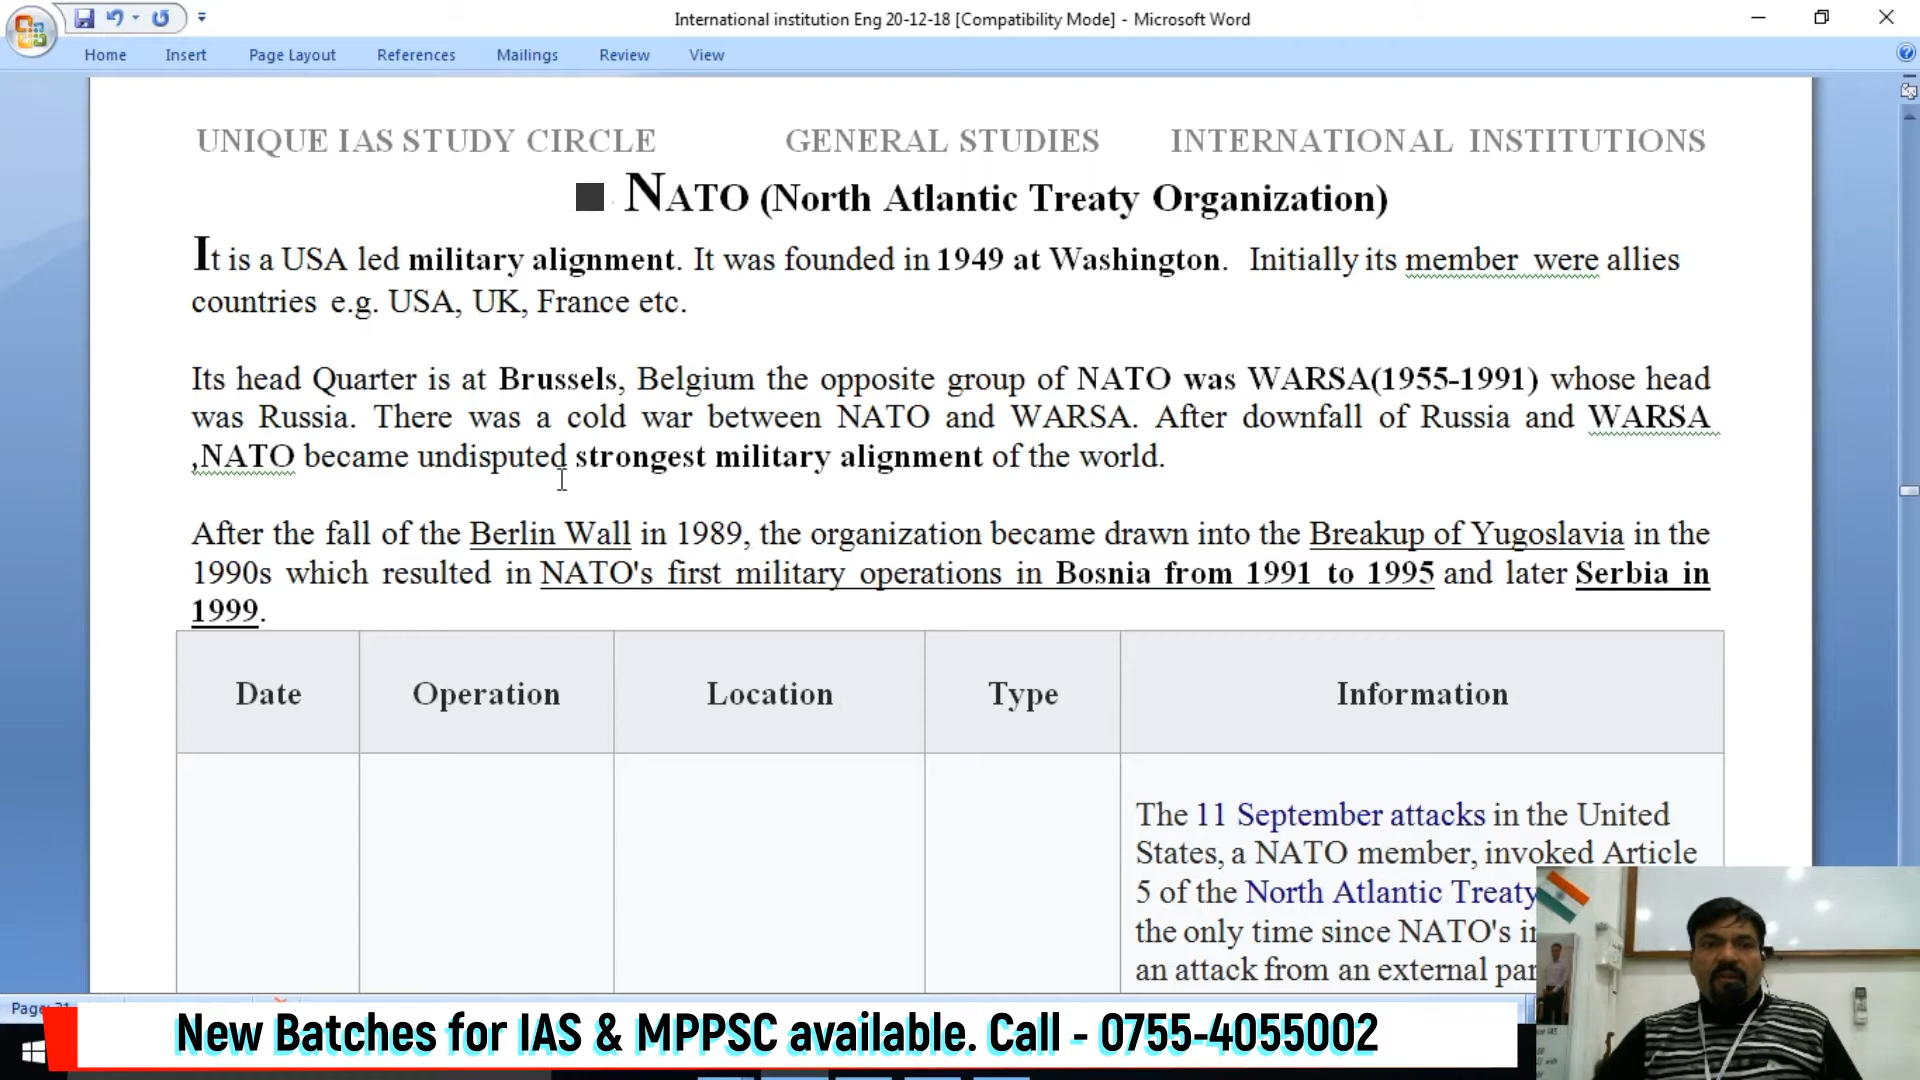 International institution Eng 20-12-18 [Compatibility Mode] - Microsoft Word
Home Insert Page Layout References Mailings Review View
UNIQUE IAS STUDY CIRCLE GENERAL STUDIES INTERNATIONAL INSTITUTIONS
NATO (North Atlantic Treaty Organization)
It is a USA led military alignment. It was founded in 1949 at Washington. Initially its member were allies
countries e.g. USA, UK, France etc.
Its head Quarter is at Brussels, Belgium the opposite group of NATO was WARSA(1955-1991) whose head
was Russia. There was a cold war between NATO and WARSA. After downfall of Russia and WARSA
,NATO became undisputed strongest military alignment of the world.
After the fall of the Berlin Wall in 1989, the organization became drawn into the Breakup of Yugoslavia in the
1990s which resulted in NATO's first military operations in Bosnia from 1991 to 1995 and later Serbia in
1999.
Date Operation Location Type Information
The 11 September attacks in the United
States, a NATO member, invoked Article
5 of the North Atlantic Treaty
the only time since NATO's
an attack from an external
New Batches for IAS & MPPSC available. Call - 0755-4055002